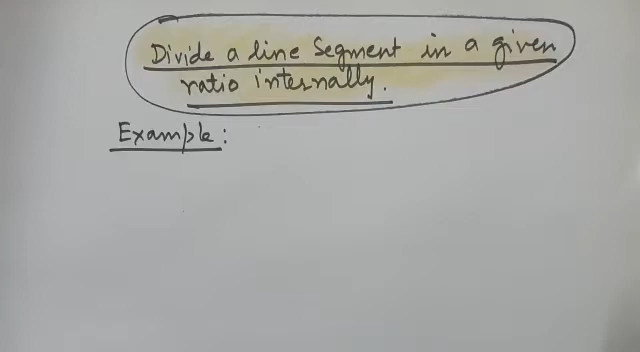 Divide a line Segment in a given
ratio internally.
Example: